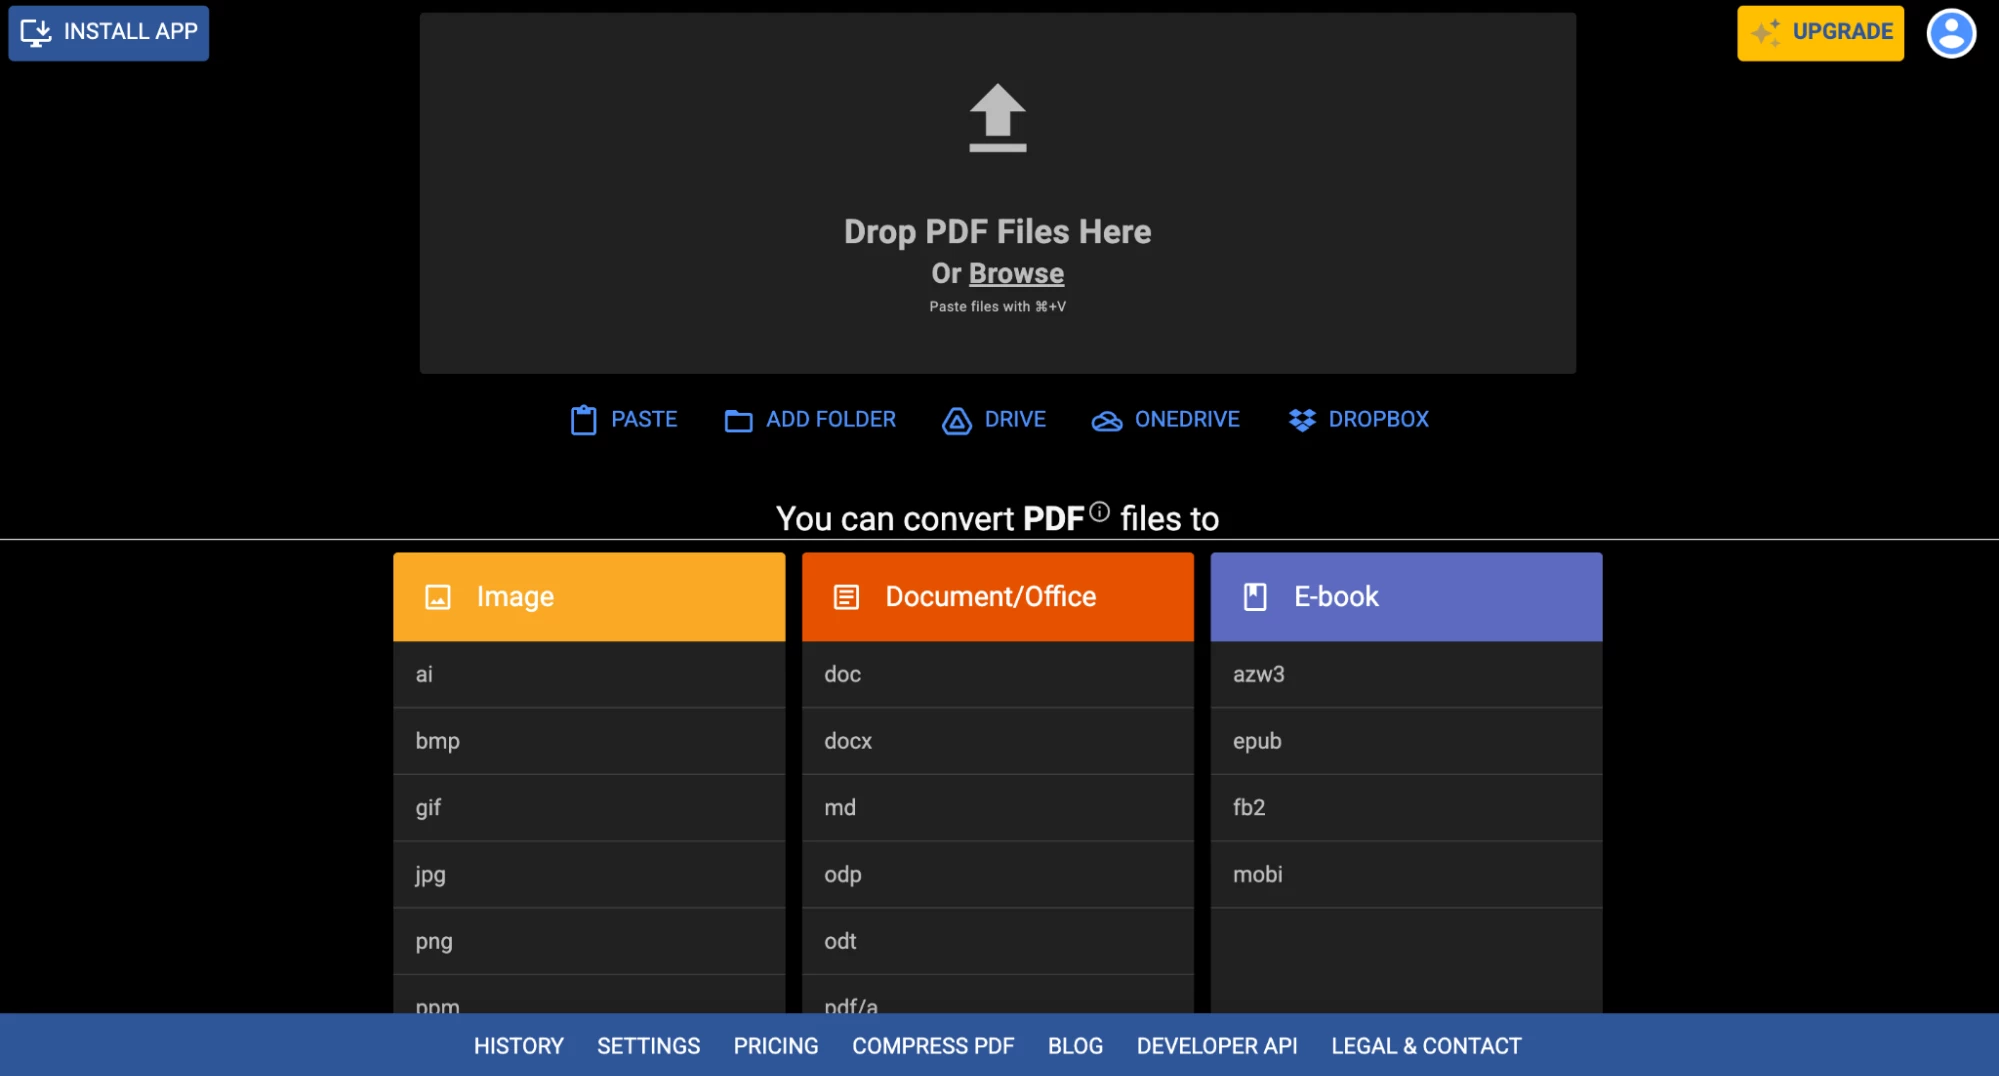 INSTALL APP
UPGRADE
Drop PDF Files Here
Or Browse
Paste files with ⌘+V
PASTE
ADD FOLDER
DRIVE
ONEDRIVE
DROPBOX
You can convert PDF files to
Image
ai
bmp
gif
jpg
png
ppm
Document/Office
doc
docx
md
odp
odt
pdf/a
E-book
azw3
epub
fb2
mobi
HISTORY
SETTINGS
PRICING
COMPRESS PDF
BLOG
DEVELOPER API
LEGAL & CONTACT